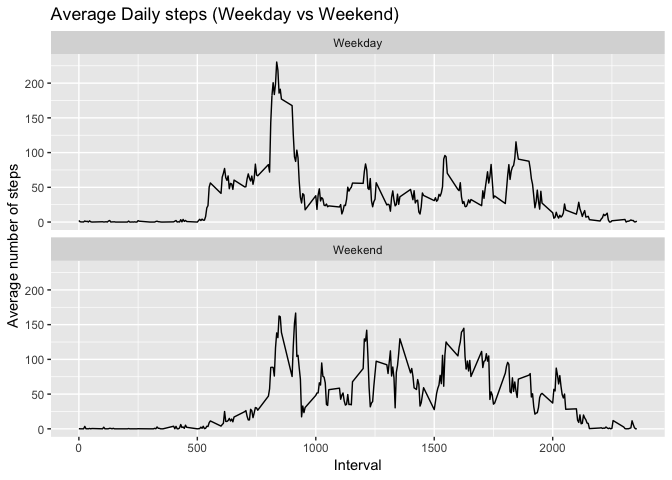 Average Daily steps (Weekday vs Weekend)
Weekday
200
150
100
50
0
Weekend
200
150
100
50
0
Average number of steps
0 500 1000 1500 2000
Interval